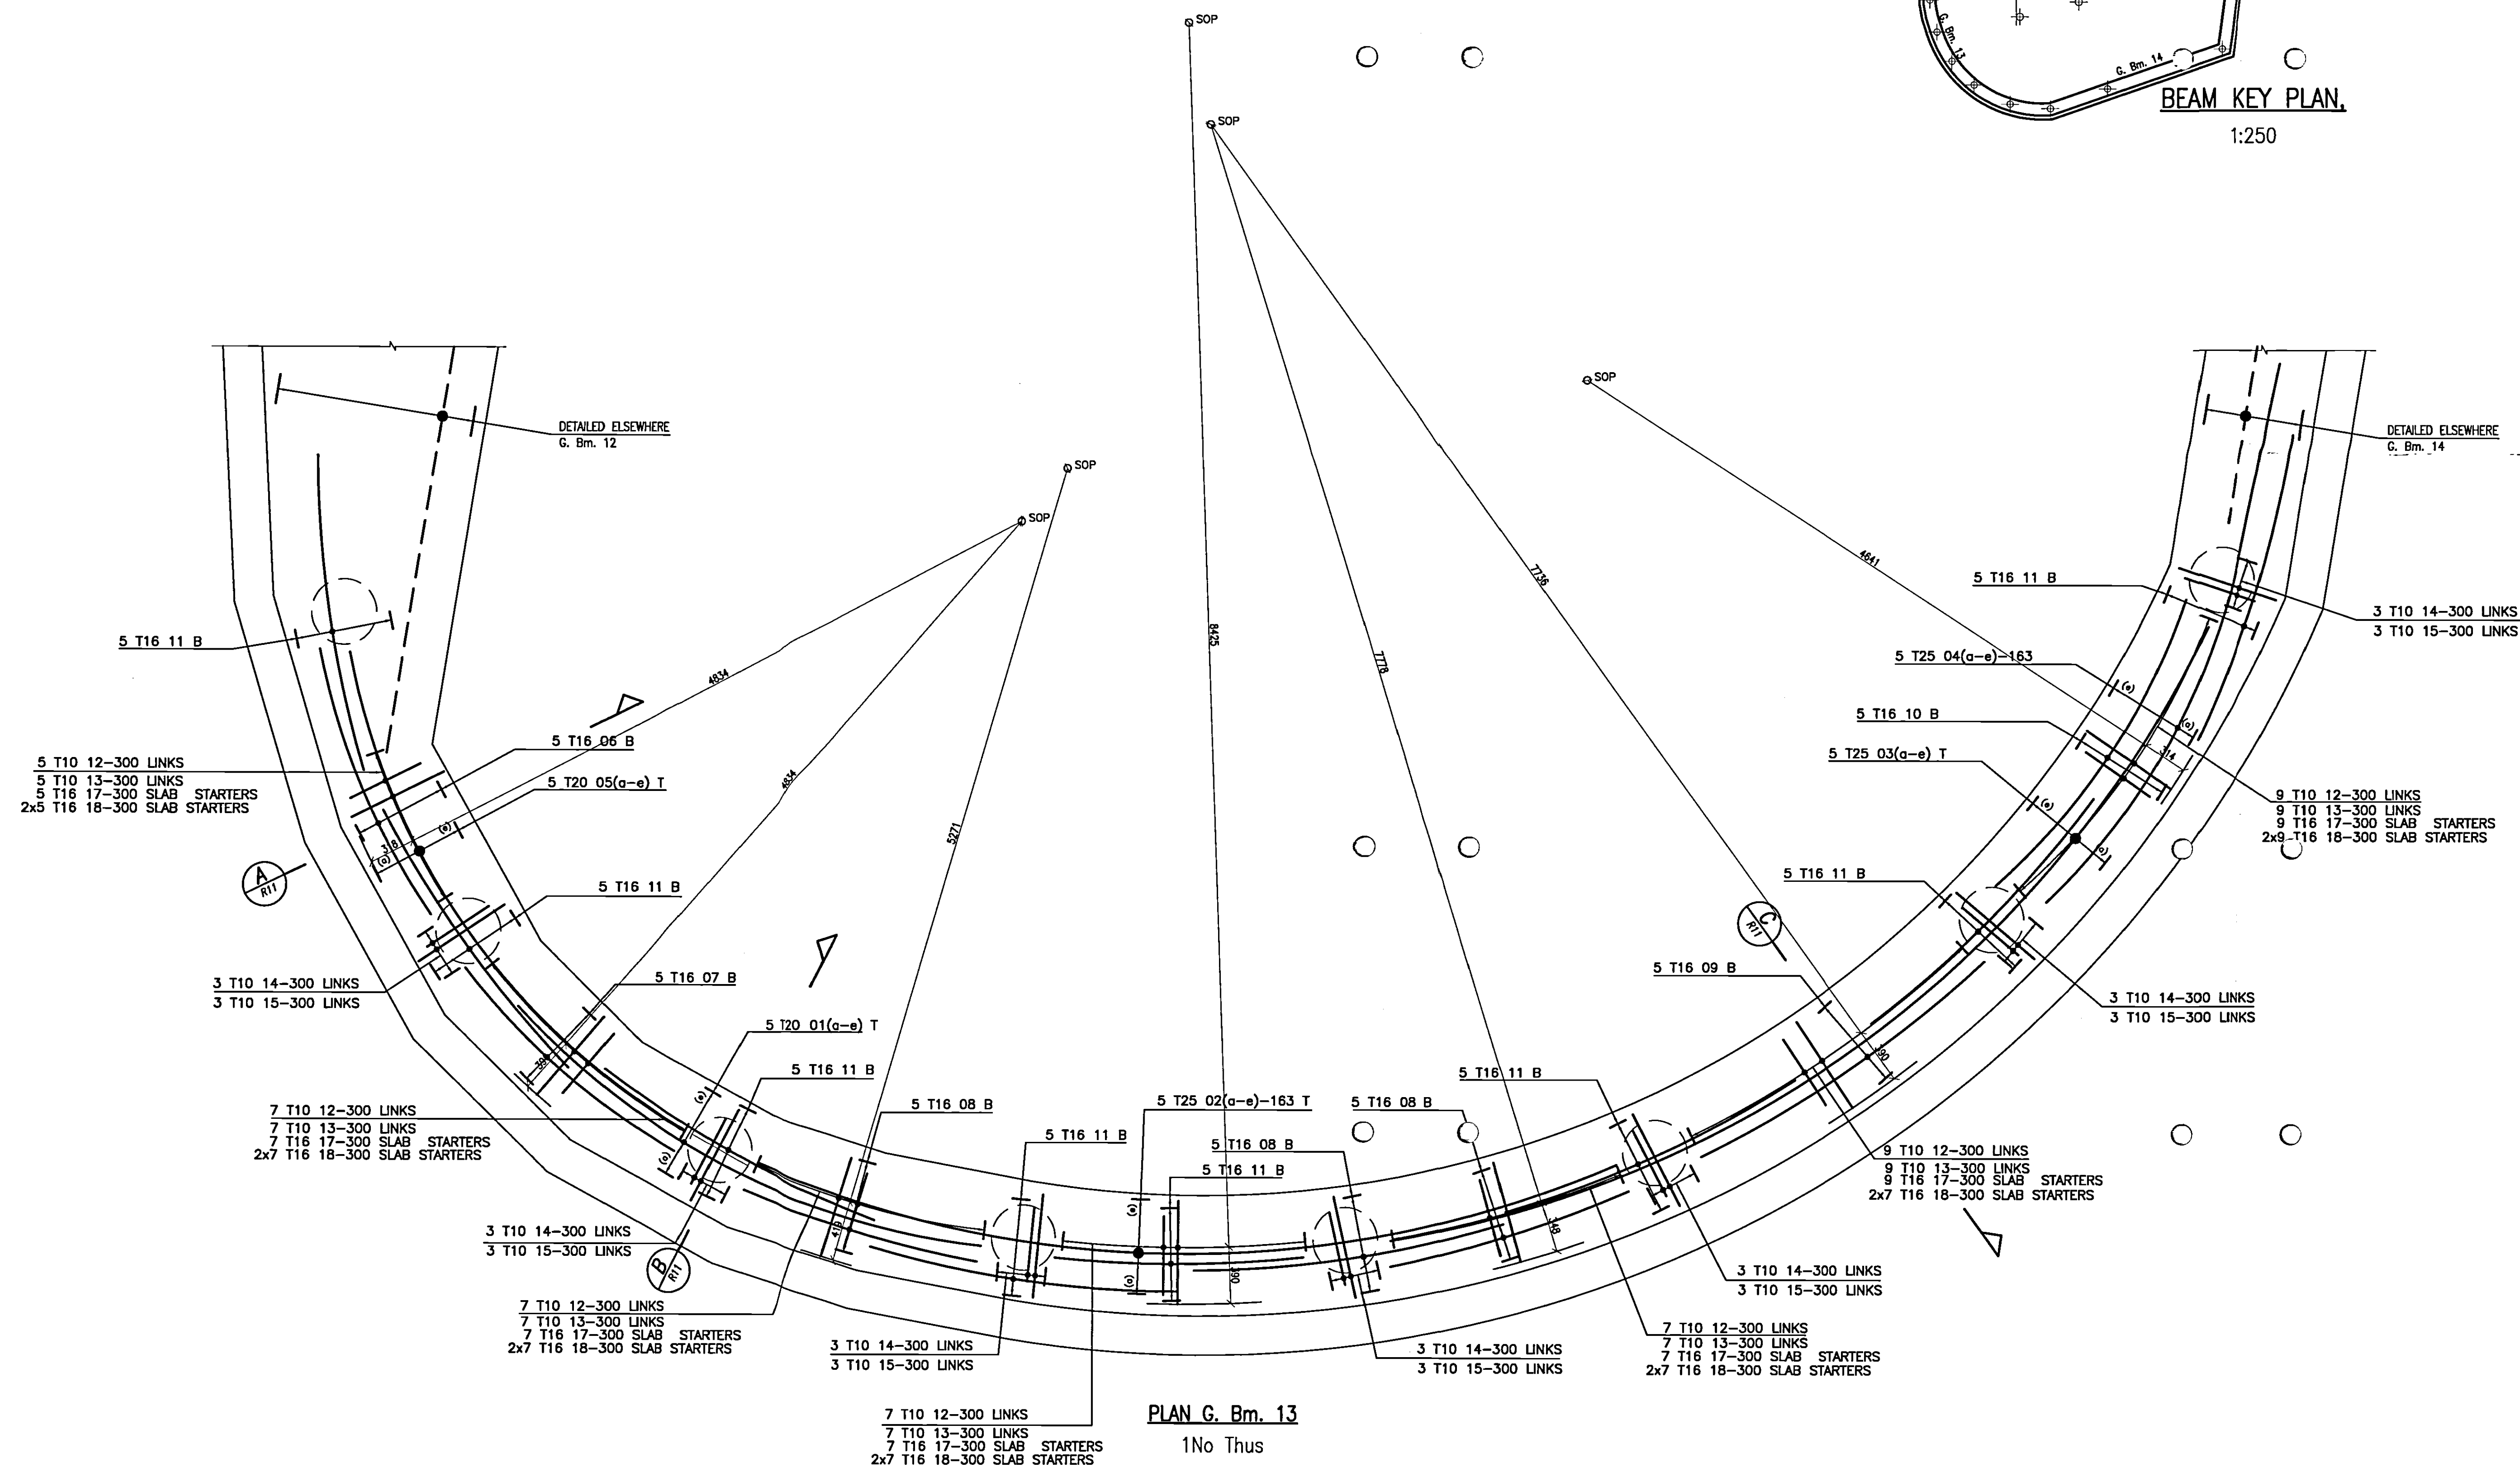 SOP
SOP
G. Bm. 13
G. Bm. 14
BEAM KEY PLAN,
1:250
SOP
SOP
SOP
DETAILED ELSEWHERE
G. Bm. 12
DETAILED ELSEWHERE
G. Bm. 14
4834
4834
5271
8425
7778
7736
4641
5 T16 11 B
5 T16 06 B
5 T20 05(a-e) T
5 T10 12-300 LINKS
5 T10 13-300 LINKS
5 T16 17-300 SLAB STARTERS
2x5 T16 18-300 SLAB STARTERS
318
(a)
(e)
A
R11
5 T16 11 B
3 T10 14-300 LINKS
3 T10 15-300 LINKS
5 T16 07 B
5 T20 01(a-e) T
(e)
(a)
5 T16 11 B
7 T10 12-300 LINKS
7 T10 13-300 LINKS
7 T16 17-300 SLAB STARTERS
2x7 T16 18-300 SLAB STARTERS
5 T16 08 B
419
3 T10 14-300 LINKS
3 T10 15-300 LINKS
B
R11
7 T10 12-300 LINKS
7 T10 13-300 LINKS
7 T16 17-300 SLAB STARTERS
2x7 T16 18-300 SLAB STARTERS
5 T16 11 B
5 T25 02(a-e)-163 T
(e)
(a)
5 T16 08 B
5 T16 11 B
390
3 T10 14-300 LINKS
3 T10 15-300 LINKS
7 T10 12-300 LINKS
7 T10 13-300 LINKS
7 T16 17-300 SLAB STARTERS
2x7 T16 18-300 SLAB STARTERS
5 T16 08 B
348
5 T16 11 B
3 T10 14-300 LINKS
3 T10 15-300 LINKS
3 T10 14-300 LINKS
3 T10 15-300 LINKS
7 T10 12-300 LINKS
7 T10 13-300 LINKS
7 T16 17-300 SLAB STARTERS
2x7 T16 18-300 SLAB STARTERS
C
R11
5 T16 09 B
390
9 T10 12-300 LINKS
9 T10 13-300 LINKS
9 T16 17-300 SLAB STARTERS
2x7 T16 18-300 SLAB STARTERS
5 T16 11 B
3 T10 14-300 LINKS
3 T10 15-300 LINKS
5 T25 03(a-e) T
(e)
(a)
5 T16 10 B
5 T25 04(a-e)-163
(e)
(a)
314
9 T10 12-300 LINKS
9 T10 13-300 LINKS
9 T16 17-300 SLAB STARTERS
2x9 T16 18-300 SLAB STARTERS
5 T16 11 B
3 T10 14-300 LINKS
3 T10 15-300 LINKS
PLAN G. Bm. 13
1No Thus